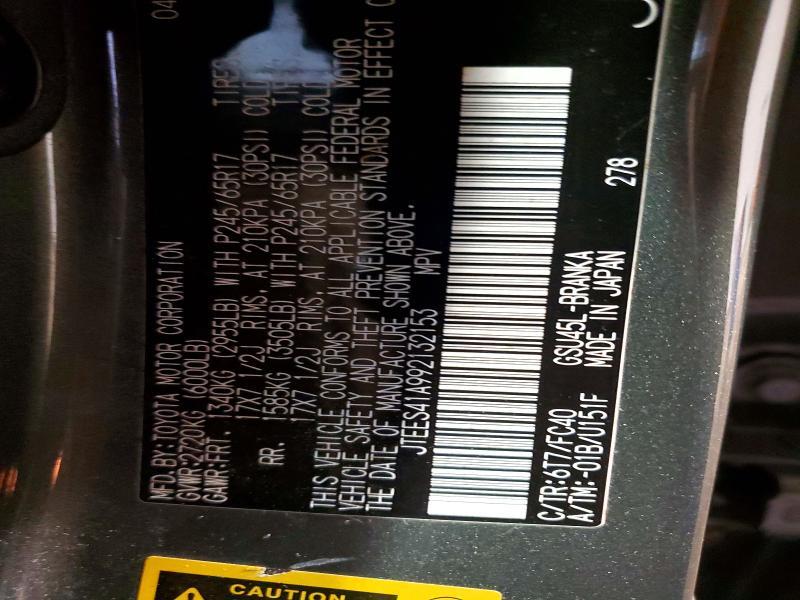 04
MFD.BY:TOYOTA MOTOR CORPORATION
GVWR:2720KG (6000LB)
GAWR:FRT. 1340KG (2955LB) WITH P245/65R17 TIRES
17X7 1/2J RIMS, AT 210KPA (30PSI) COLD
RR. 1585KG (3505LB) WITH P245/65R17
17X7 1/2J RIMS, AT 210KPA (30PSI) COLD
THIS VEHICLE CONFORMS TO ALL APPLICABLE FEDERAL MOTOR
VEHICLE SAFETY AND THEFT PREVENTION STANDARDS IN EFFECT O
THE DATE OF MANUFACTURE SHOWN ABOVE.
JTEES41A992132153 MPV
C/TR:6T7/FC40 GSU45L-BRANKA
A/TM:-01B/U151F MADE IN JAPAN 278
CAUTION